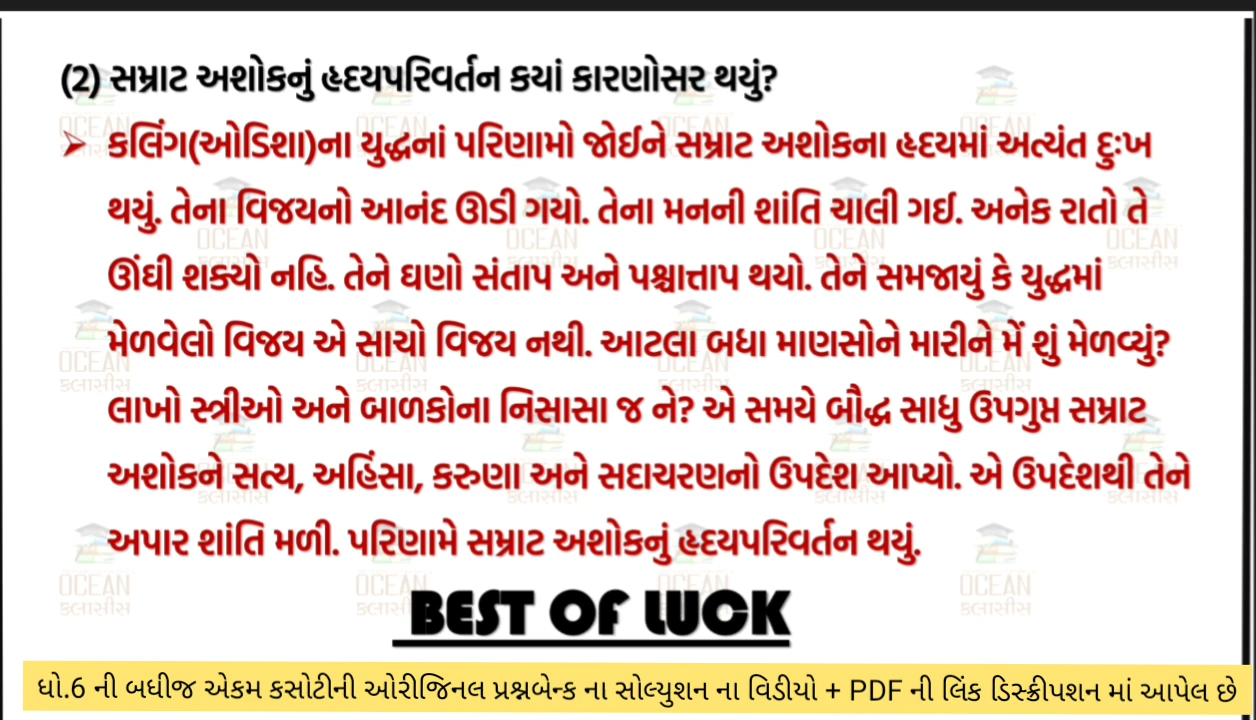 (2) સમ્રાટ અશોકનું હૃદયપરિવર્તન કયાં કારણોસર થયું?
➢ કલિંગ(ઓડિશા)ના યુદ્ધનાં પરિણામો જોઈને સમ્રાટ અશોકના હૃદયમાં અત્યંત દુઃખ
થયું. તેના વિજયનો આનંદ ઊડી ગયો. તેના મનની શાંતિ ચાલી ગઈ. અનેક રાતો તે
ઊંઘી શક્યો નહિ. તેને ઘણો સંતાપ અને પશ્ચાત્તાપ થયો. તેને સમજાયું કે યુદ્ધમાં
મેળવેલો વિજય એ સાચો વિજય નથી. આટલા બધા માણસોને મારીને મેં શું મેળવ્યું?
લાખો સ્ત્રીઓ અને બાળકોના નિસાસા જ ને? એ સમયે બૌદ્ધ સાધુ ઉપગુપ્ત સમ્રાટ
અશોકને સત્ય, અહિંસા, કરુણા અને સદાચરણનો ઉપદેશ આપ્યો. એ ઉપદેશથી તેને
અપાર શાંતિ મળી. પરિણામે સમ્રાટ અશોકનું હૃદયપરિવર્તન થયું.
OCEAN
ક્લાસીસ
BEST OF LUCK
ધો.6 ની બધીજ એકમ કસોટીની ઓરીજિનલ પ્રશ્નબેન્ક ના સોલ્યુશન ના વિડીયો + PDF ની લિંક ડિસ્ક્રીપશન માં આપેલ છે